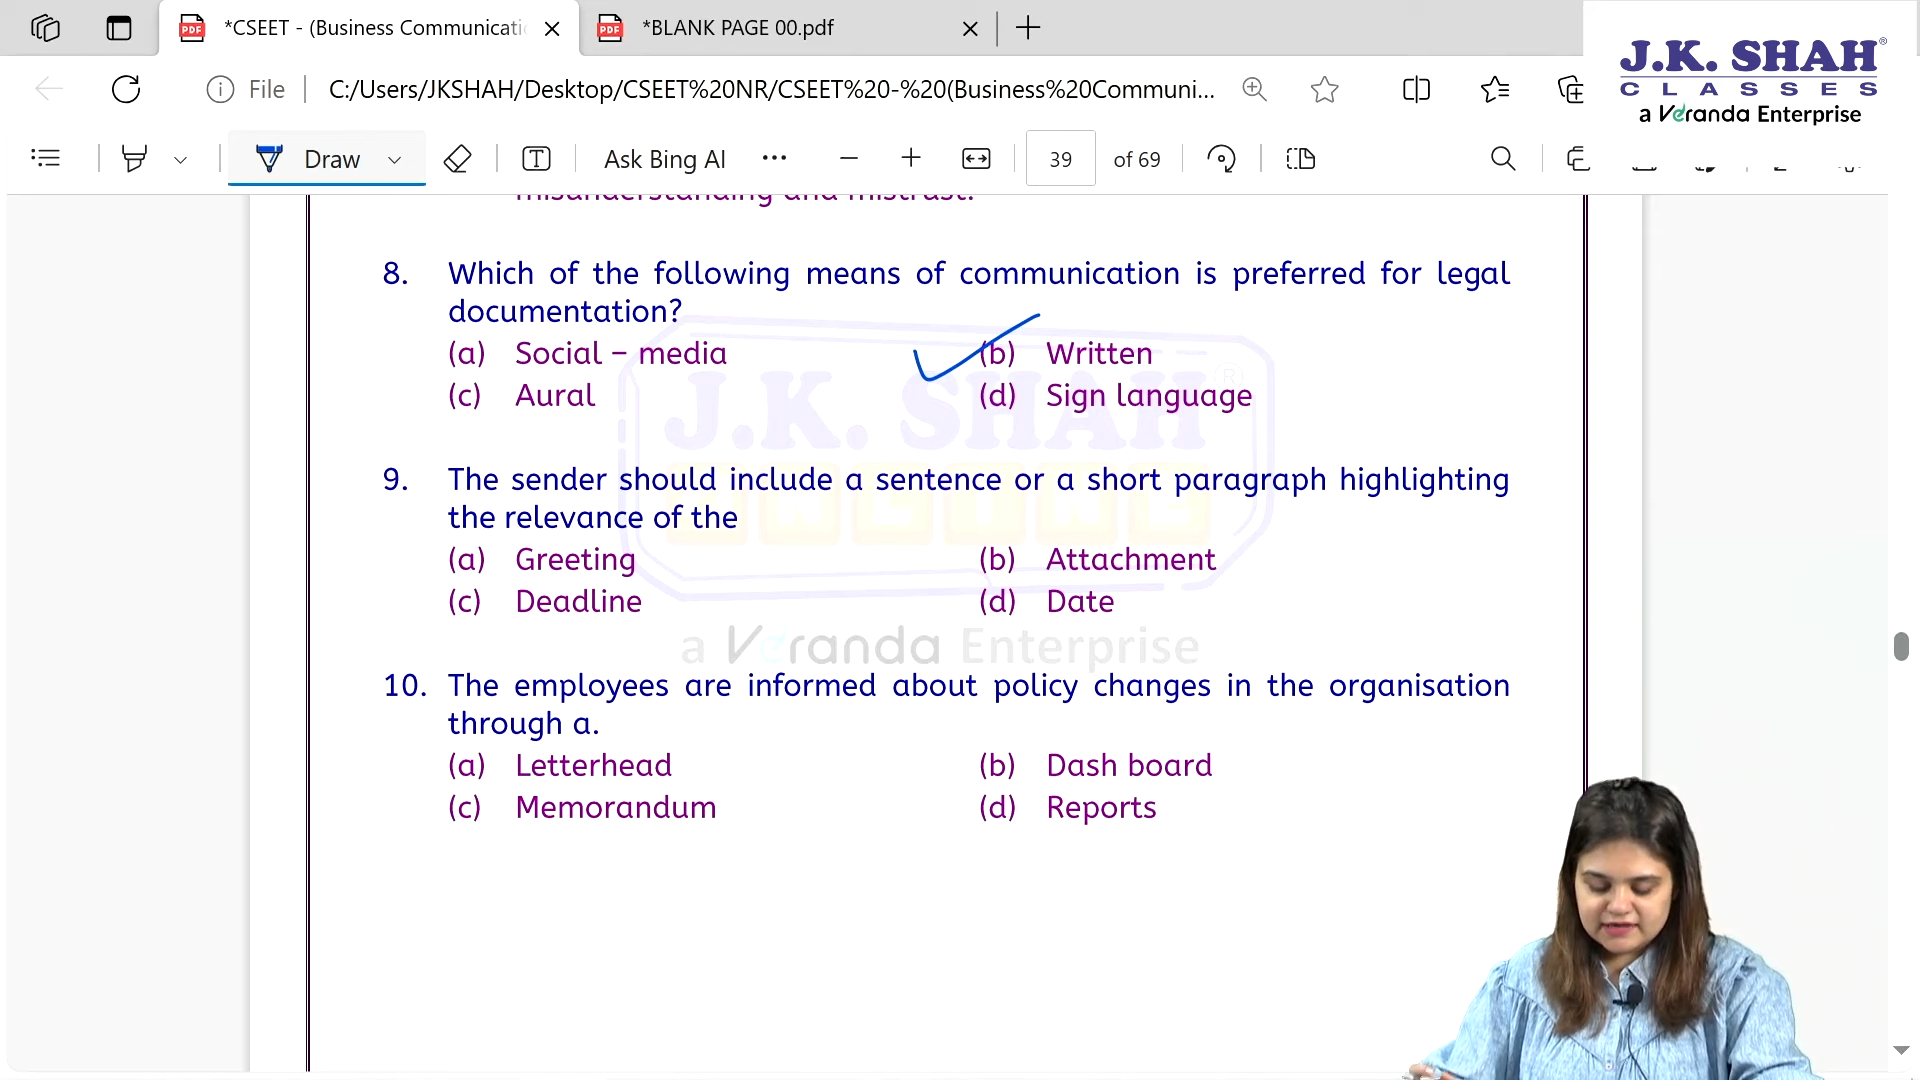 *CSEET - (Business Communicati
*BLANK PAGE 00.pdf
J.K. SHAH®
CLASSES
a Veranda Enterprise
File
C:/Users/JKSHAH/Desktop/CSEET%20NR/CSEET%20-%20(Business%20Communi...
Draw
Ask Bing AI
39
of 69
misunderstanding and mistrust.
8. Which of the following means of communication is preferred for legal
documentation?
(a) Social – media (b) Written
(c) Aural (d) Sign language
J.K. SHAH®
9. The sender should include a sentence or a short paragraph highlighting
the relevance of the
(a) Greeting (b) Attachment
(c) Deadline (d) Date
a Veranda Enterprise
10. The employees are informed about policy changes in the organisation
through a.
(a) Letterhead (b) Dash board
(c) Memorandum (d) Reports